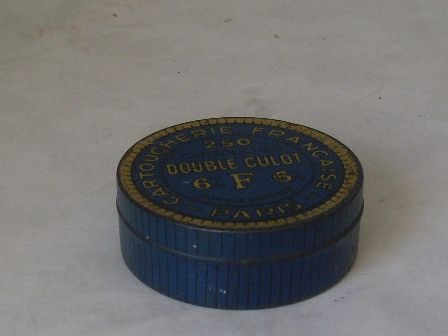 CARTOUCHERIE FRANÇAISE
250
DOUBLE CULOT
6 F 6
PARIS